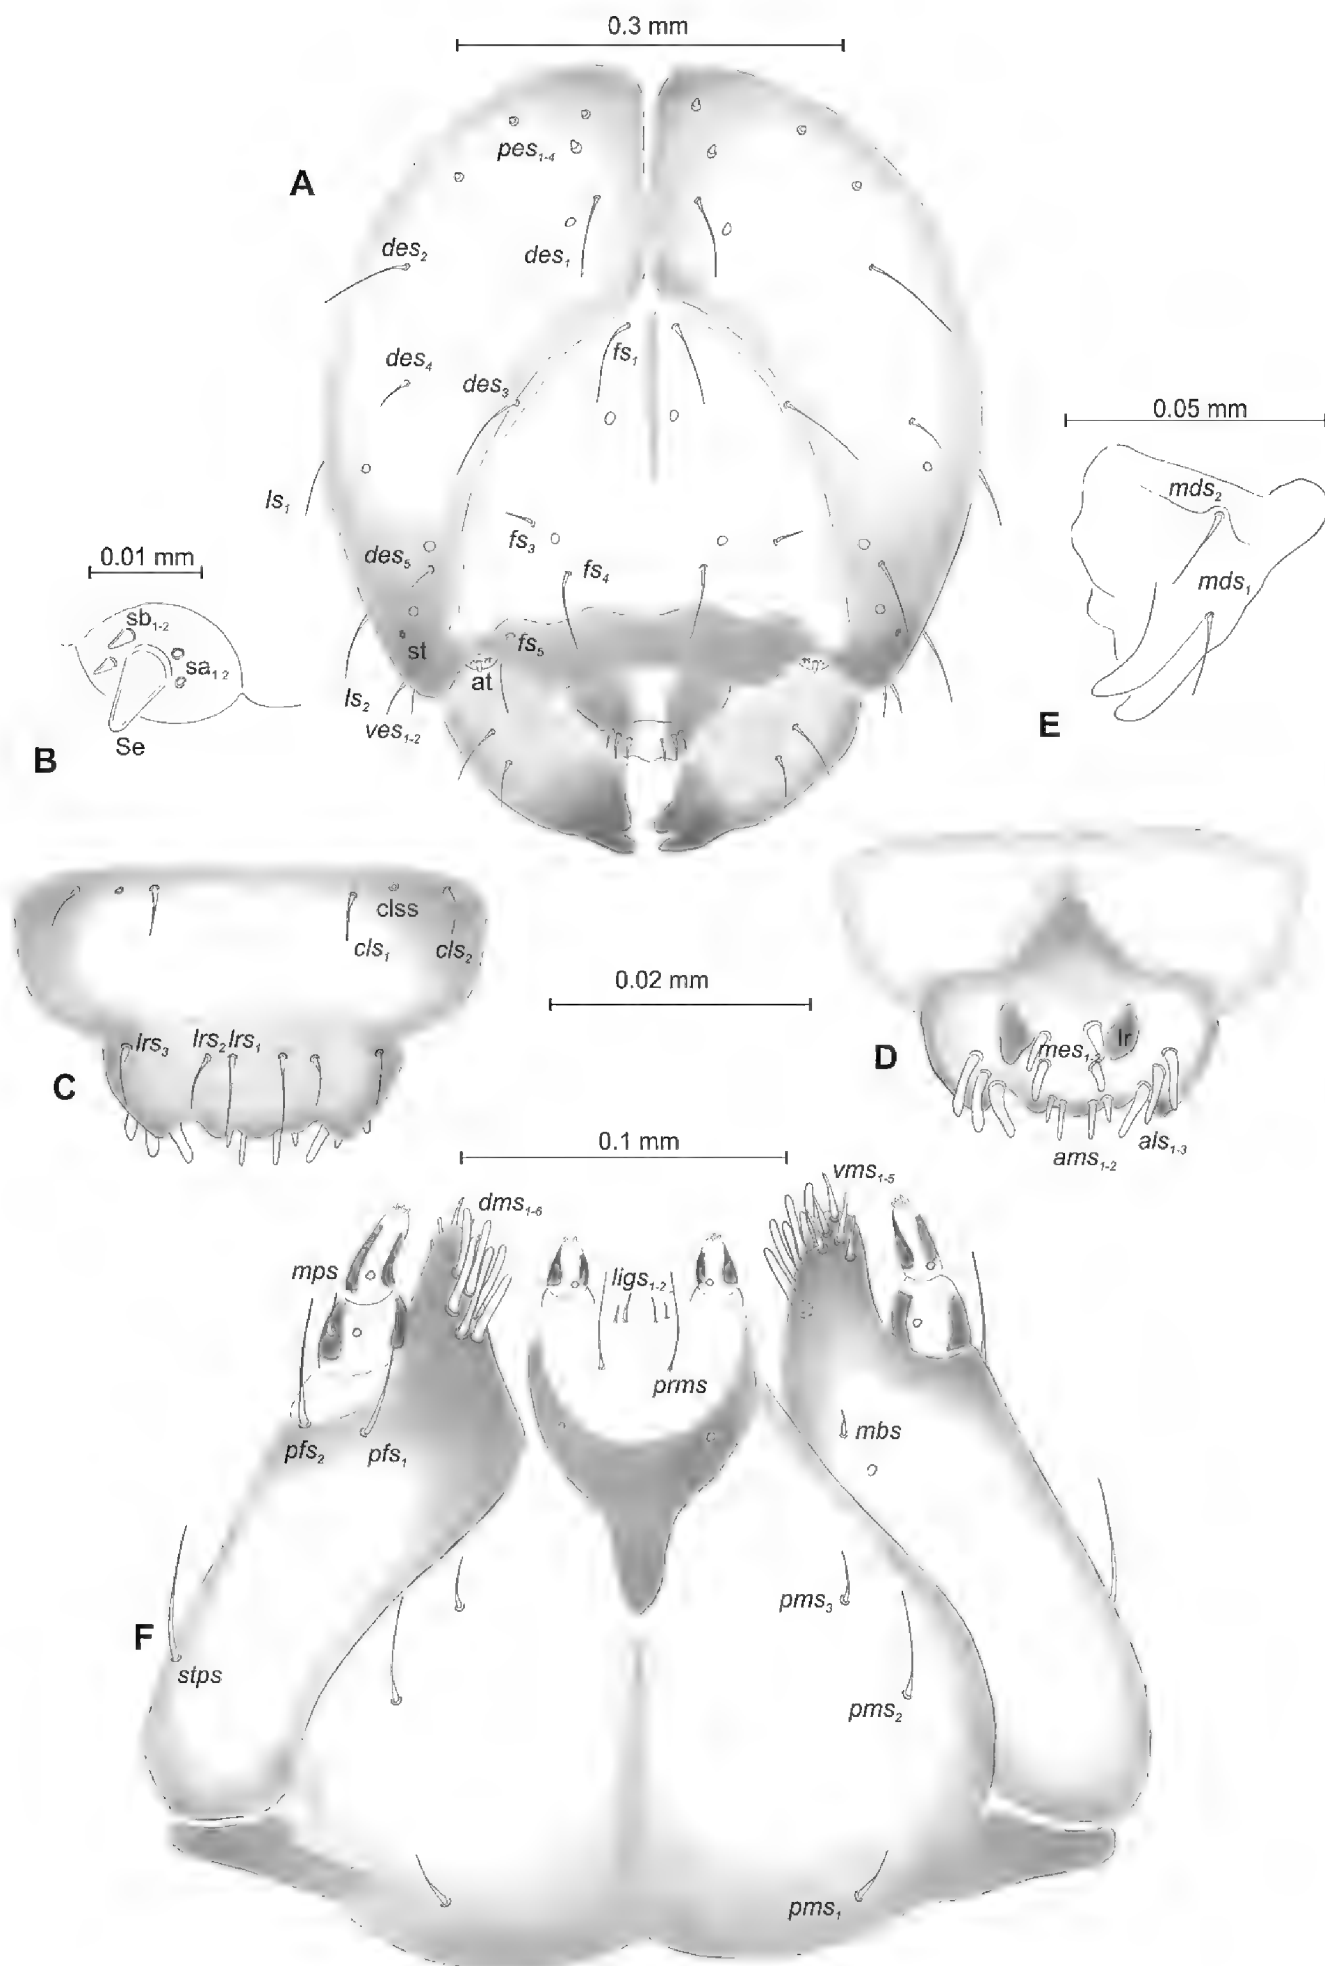 0.3 mm
A
pes₁₋₄
des₂
des₁
fs₁
des₄
des₃
ls₁
fs₃
des₅
fs₄
st
fs₅
at
ls₂
ves₁₋₂
0.01 mm
sb₁₋₂
sa₁₋₂
Se
B
0.05 mm
mds₂
mds₁
E
clss
cls₁
cls₂
lrs₃
lrs₂
lrs₁
C
0.02 mm
D
mes₁₋₂
lr
ams₁₋₂
als₁₋₃
0.1 mm
dms₁₋₆
vms₁₋₅
mps
ligs₁₋₂
prms
pfs₂
pfs₁
mbs
pms₃
F
stps
pms₂
pms₁